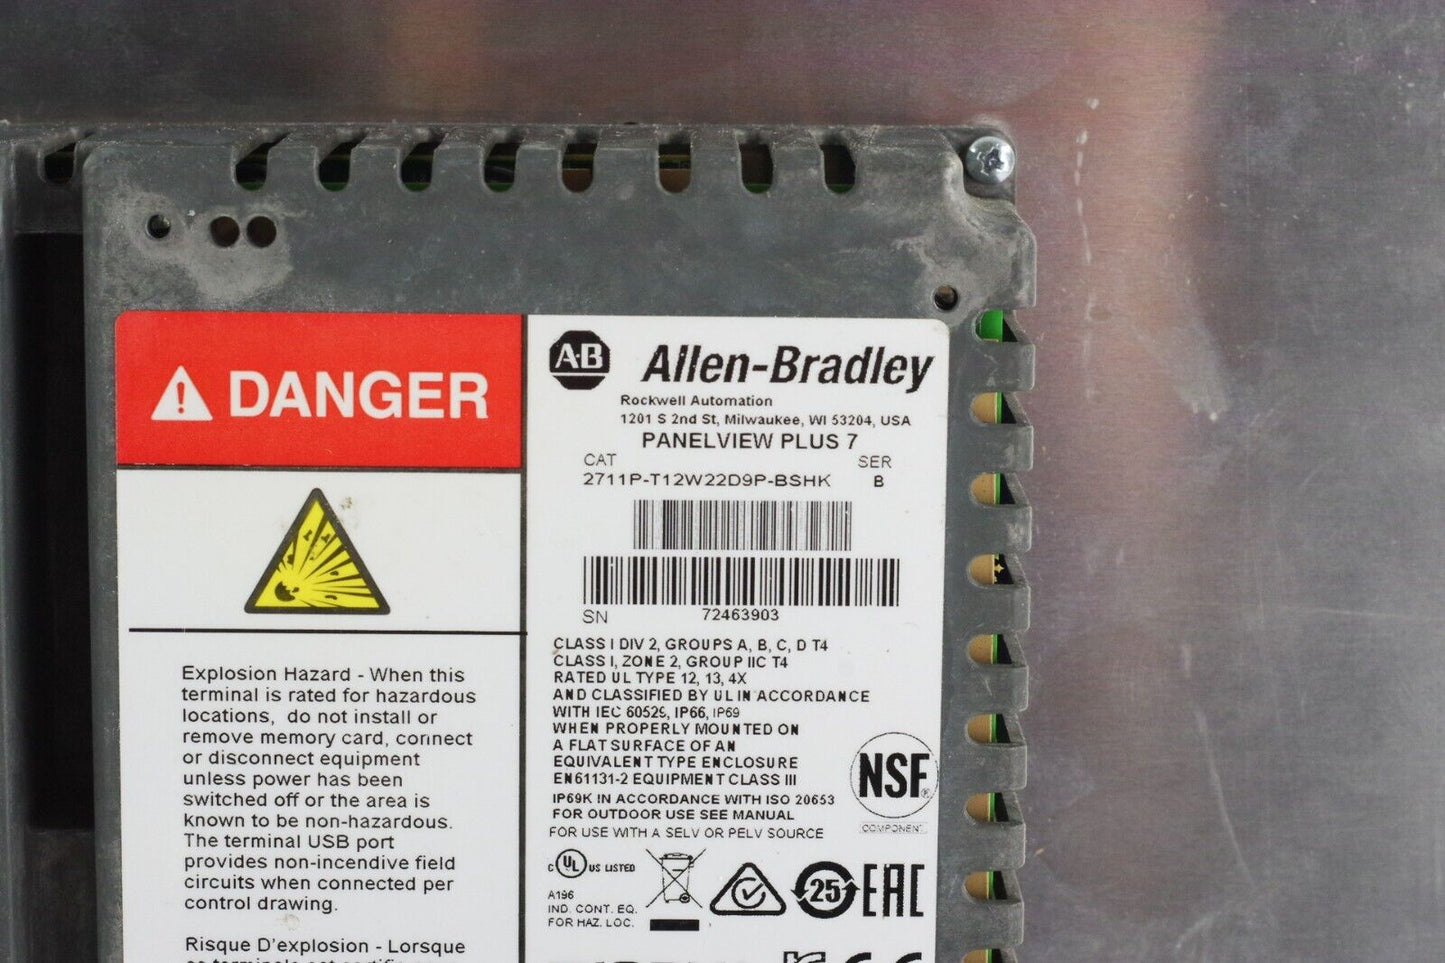 DANGER
Explosion Hazard - When this
terminal is rated for hazardous
locations, do not install or
remove memory card, connect
or disconnect equipment
unless power has been
switched off or the area is
known to be non-hazardous.
The terminal USB port
provides non-incendive field
circuits when connected per
control drawing.
Risque D'explosion - Lorsque
A-B Allen-Bradley
Rockwell Automation
1201 S 2nd St, Milwaukee, WI 53204, USA
PANELVIEW PLUS 7
CAT SER
2711P-T12W22D9P-BSHK B
SN 72463903
CLASS I DIV 2, GROUPS A, B, C, D T4
CLASS I, ZONE 2, GROUP IIC T4
RATED UL TYPE 12, 13, 4X
AND CLASSIFIED BY UL IN ACCORDANCE
WITH IEC 60529, IP66, IP69
WHEN PROPERLY MOUNTED ON
A FLAT SURFACE OF AN
EQUIVALENT TYPE ENCLOSURE
EN61131-2 EQUIPMENT CLASS III
IP69K IN ACCORDANCE WITH ISO 20653
FOR OUTDOOR USE SEE MANUAL
FOR USE WITH A SELV OR PELV SOURCE
NSF®
COMPONENT
C UL US LISTED
A196
IND. CONT. EQ.
FOR HAZ. LOC.
25
EAC